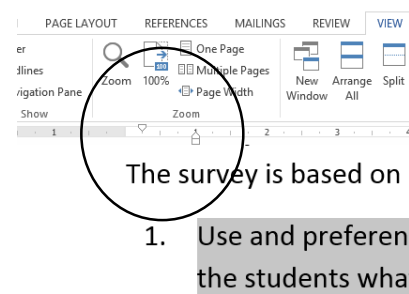 PAGE LAYOUT REFERENCES MAILINGS REVIEW VIEW
er One Page
dlines Multiple Pages
Zoom 100% New Window Arrange All Split
vigation Pane Page Width
Show Zoom
1 1 2 3 4
The survey is based on
1. Use and preferen
the students wha